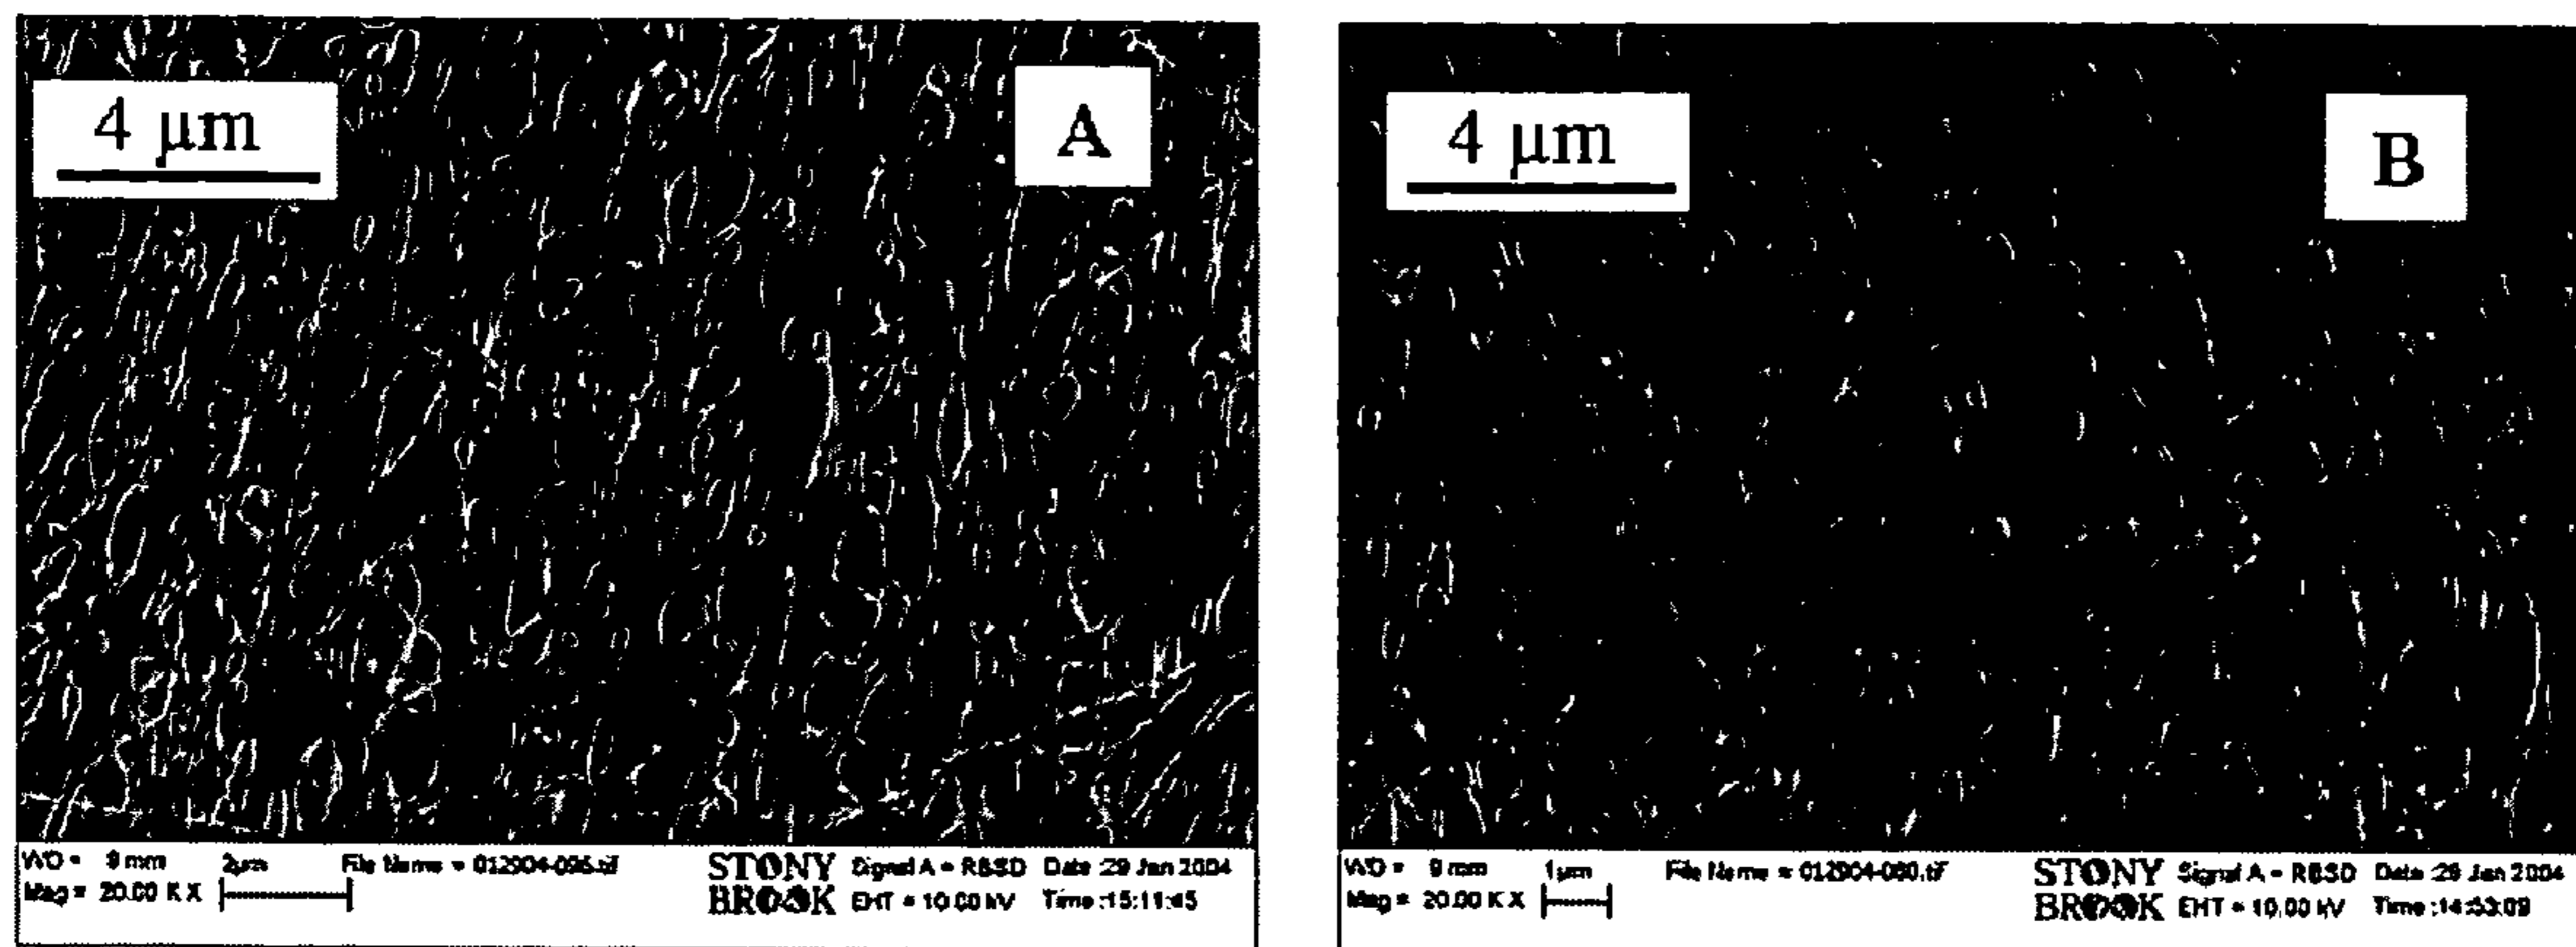 4 μm
A
WD = 9 mm 2μm File Name = 012904-096.tif STONY Signal A = RBSD Date :29 Jan 2004
Mag = 20.00 K X BROOK EHT = 10.00 kV Time :15:11:45
4 μm
B
WD = 9 mm 1μm File Name = 012904-080.tif STONY Signal A = RBSD Date :29 Jan 2004
Mag = 20.00 K X BROOK EHT = 10.00 kV Time :14:53:09